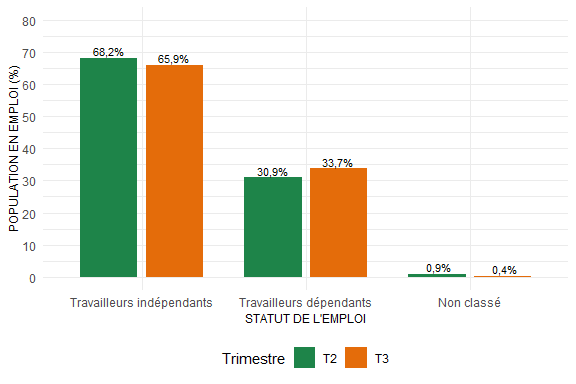 POPULATION EN EMPLOI (%)
80
70
60
50
40
30
20
10
0
68,2%
65,9%
30,9%
33,7%
0,9%
0,4%
Travailleurs indépendants
Travailleurs dépendants
Non classé
STATUT DE L'EMPLOI
Trimestre
T2
T3